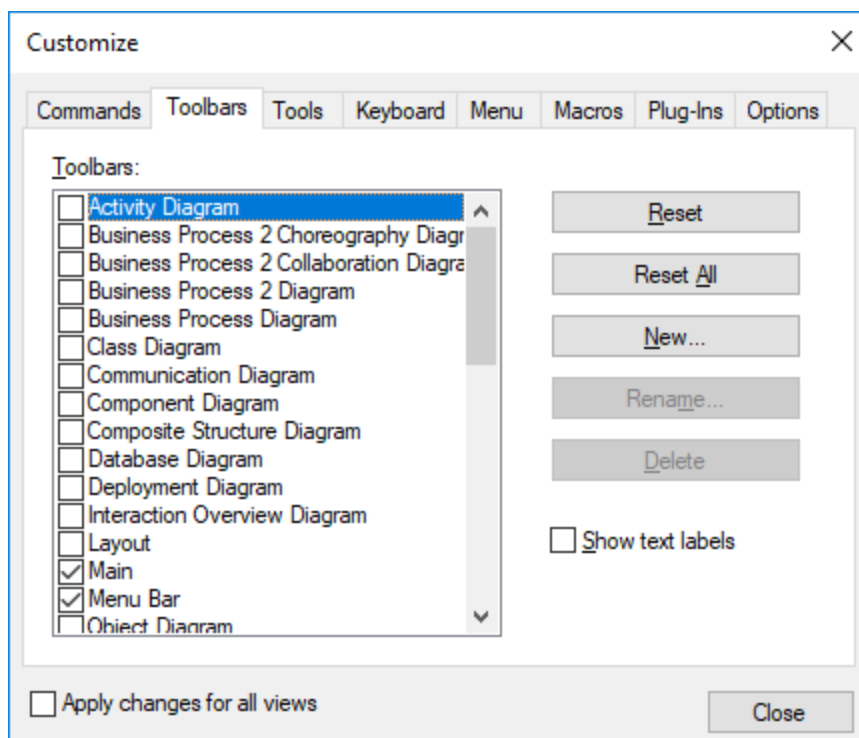 Customize
Commands Toolbars Tools Keyboard Menu Macros Plug-Ins Options
Toolbars:
Activity Diagram
Business Process 2 Choreography Diagr
Business Process 2 Collaboration Diagra
Business Process 2 Diagram
Business Process Diagram
Class Diagram
Communication Diagram
Component Diagram
Composite Structure Diagram
Database Diagram
Deployment Diagram
Interaction Overview Diagram
Layout
Main
Menu Bar
Object Diagram
Reset
Reset All
New...
Rename...
Delete
Show text labels
Apply changes for all views
Close